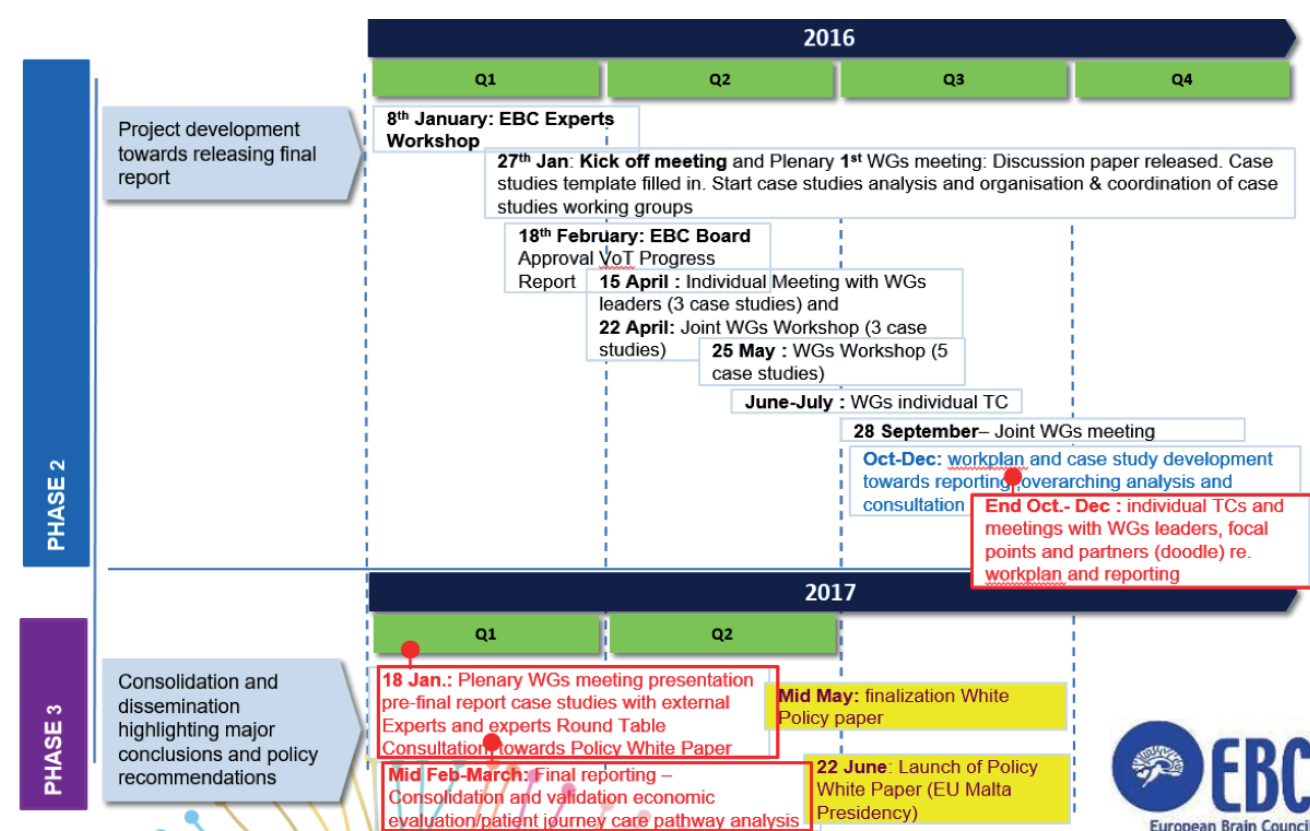 2016
Q1 Q2 Q3 Q4
PHASE 2
Project development
towards releasing final
report
8th January: EBC Experts
Workshop
27th Jan: Kick off meeting and Plenary 1st WGs meeting: Discussion paper released. Case
studies template filled in. Start case studies analysis and organisation & coordination of case
studies working groups
18th February: EBC Board
Approval VoT Progress
Report
15 April : Individual Meeting with WGs
leaders (3 case studies) and
22 April: Joint WGs Workshop (3 case
studies)
25 May : WGs Workshop (5
case studies)
June-July : WGs individual TC
28 September– Joint WGs meeting
Oct-Dec: workplan and case study development
towards reporting, overarching analysis and
consultation
End Oct.- Dec : individual TCs and
meetings with WGs leaders, focal
points and partners (doodle) re.
workplan and reporting
2017
Q1 Q2
PHASE 3
Consolidation and
dissemination
highlighting major
conclusions and policy
recommendations
18 Jan.: Plenary WGs meeting presentation
pre-final report case studies with external
Experts and experts Round Table
Consultation towards Policy White Paper
Mid Feb-March: Final reporting –
Consolidation and validation economic
evaluation/patient journey care pathway analysis
Mid May: finalization White
Policy paper
22 June: Launch of Policy
White Paper (EU Malta
Presidency)
EBC
European Brain Council